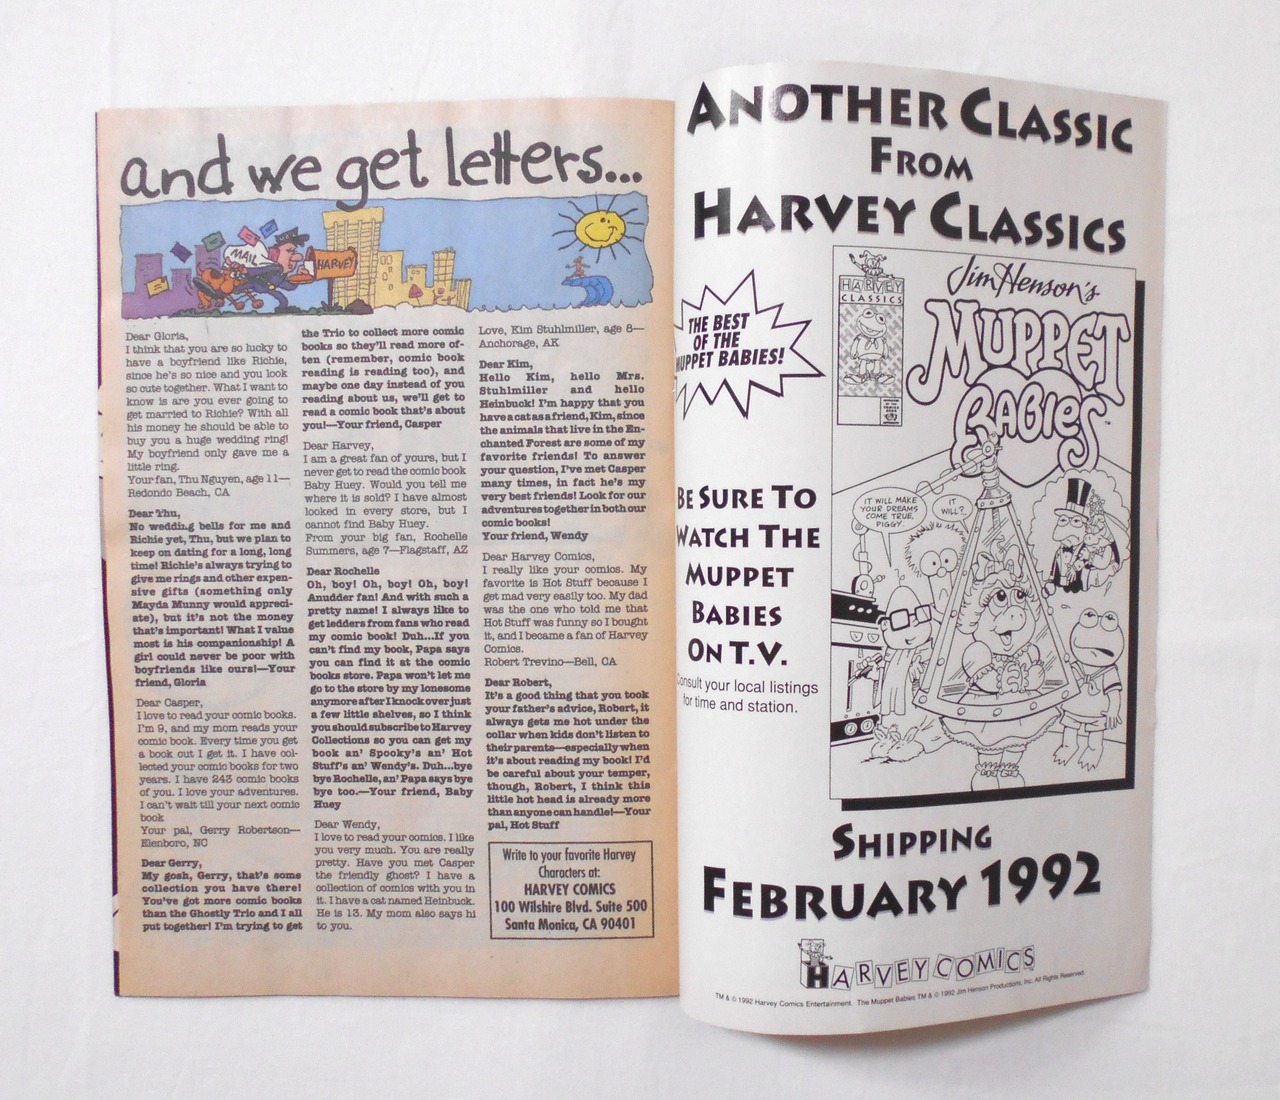 and we get letters...
MAIL
HARVEY
Dear Gloria,
I think that you are so lucky to
have a boyfriend like Richie,
since he's so nice and you look
so cute together. What I want to
know is are you ever going to
get married to Richie? With all
his money he should be able to
buy you a huge wedding ring!
My boyfriend only gave me a
little ring.
Your fan, Thu Nguyen, age 11—
Redondo Beach, CA
Dear Thu,
No wedding bells for me and
Richie yet, Thu, but we plan to
keep on dating for a long, long
time! Richie's always trying to
give me rings and other expen-
sive gifts (something only
Mayda Munny would appreci-
ate), but it's not the money
that's important! What I value
most is his companionship! A
girl could never be poor with
boyfriends like ours!—Your
friend, Gloria
Dear Casper,
I love to read your comic books.
I'm 9, and my mom reads your
comic book. Every time you get
a book out I get it. I have col-
lected your comic books for two
years. I have 243 comic books
of you. I love your adventures.
I can't wait till your next comic
book
Your pal, Gerry Robertson—
Elenboro, NC
Dear Gerry,
My gosh, Gerry, that's some
collection you have there!
You've got more comic books
than the Ghostly Trio and I all
put together! I'm trying to get
the Trio to collect more comic
books so they'll read more of-
ten (remember, comic book
reading is reading too), and
maybe one day instead of you
reading about us, we'll get to
read a comic book that's about
you!—Your friend, Casper
Dear Harvey,
I am a great fan of yours, but I
never get to read the comic book
Baby Huey. Would you tell me
where it is sold? I have almost
looked in every store, but I
cannot find Baby Huey.
From your big fan, Rochelle
Summers, age 7—Flagstaff, AZ
Dear Rochelle
Oh, boy! Oh, boy! Oh, boy!
Anudder fan! And with such a
pretty name! I always like to
get ledders from fans who read
my comic book! Duh...If you
can't find my book, Papa says
you can find it at the comic
books store. Papa won't let me
go to the store by my lonesome
anymore after I knock over just
a few little shelves, so I think
you should subscribe to Harvey
Collections so you can get my
book an' Spooky's an' Hot
Stuff's an' Wendy's. Duh...bye
bye Rochelle, an' Papa says bye
bye too.—Your friend, Baby
Huey
Dear Wendy,
I love to read your comics. I like
you very much. You are really
pretty. Have you met Casper
the friendly ghost? I have a
collection of comics with you in
it. I have a cat named Heinbuck.
He is 13. My mom also says hi
to you.
Love, Kim Stuhlmiller, age 8—
Anchorage, AK
Dear Kim,
Hello Kim, hello Mrs.
Stuhlmiller and hello
Heinbuck! I'm happy that you
have a cat as a friend, Kim, since
the animals that live in the En-
chanted Forest are some of my
favorite friends! To answer
your question, I've met Casper
many times, in fact he's my
very best friends! Look for our
adventures together in both our
comic books!
Your friend, Wendy
Dear Harvey Comics,
I really like your comics. My
favorite is Hot Stuff because I
get mad very easily too. My dad
was the one who told me that
Hot Stuff was funny so I bought
it, and I became a fan of Harvey
Comics.
Robert Trevino—Bell, CA
Dear Robert,
It's a good thing that you took
your father's advice, Robert, it
always gets me hot under the
collar when kids don't listen to
their parents—especially when
it's about reading my book! I'd
be careful about your temper,
though, Robert, I think this
little hot head is already more
than anyone can handle!—Your
pal, Hot Stuff
Write to your favorite Harvey
Characters at:
HARVEY COMICS
100 Wilshire Blvd. Suite 500
Santa Monica, CA 90401
ANOTHER CLASSIC
FROM
HARVEY CLASSICS
THE BEST
OF THE
MUPPET BABIES!
BE SURE TO
WATCH THE
MUPPET
BABIES
ON T.V.
Consult your local listings
for time and station.
HARVEY
CLASSICS
Jim Henson's
MUPPET
BABIES
IT WILL MAKE
YOUR DREAMS
COME TRUE,
PIGGY.
IT
WILL?
SHIPPING
FEBRUARY 1992
HARVEY COMICS
TM & © 1992 Harvey Comics Entertainment. The Muppet Babies TM & © 1992 Jim Henson Productions, Inc. All Rights Reserved.